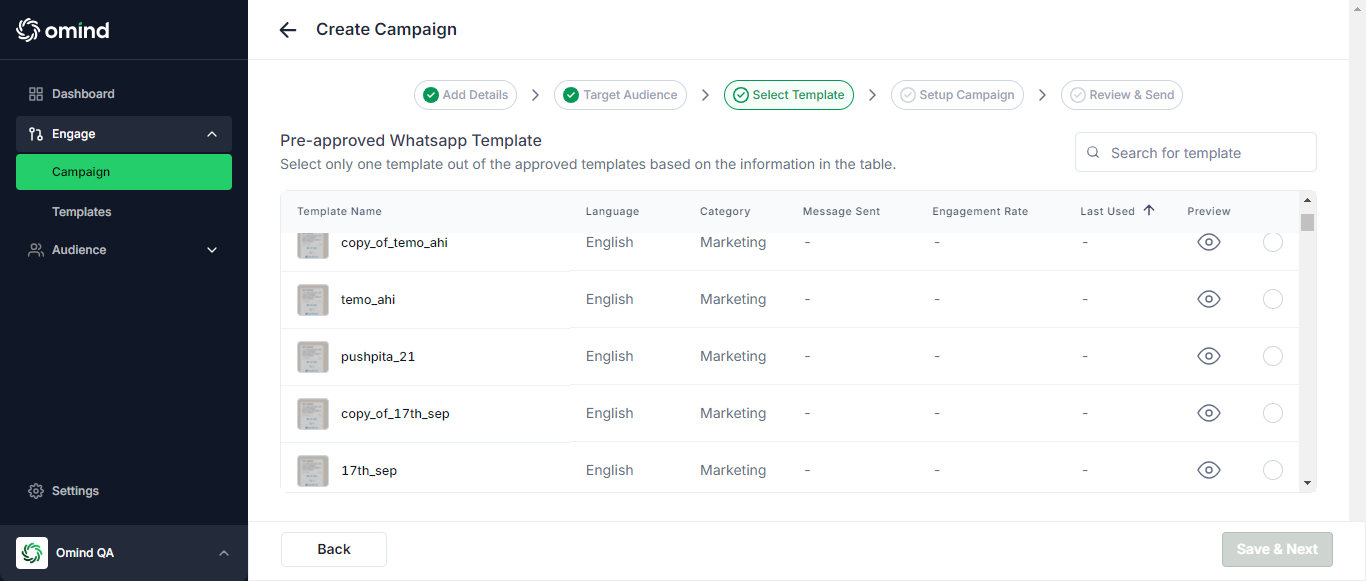 omind
Create Campaign
Dashboard
Engage
Campaign
Templates
Audience
Settings
Omind QA
Add Details
Target Audience
Select Template
Setup Campaign
Review & Send
Pre-approved Whatsapp Template
Select only one template out of the approved templates based on the information in the table.
Search for template
Template Name Language Category Message Sent Engagement Rate Last Used Preview
copy_of_temo_ahi English Marketing - - -
temo_ahi English Marketing - - -
pushpita_21 English Marketing - - -
copy_of_17th_sep English Marketing - - -
17th_sep English Marketing - - -
Back
Save & Next